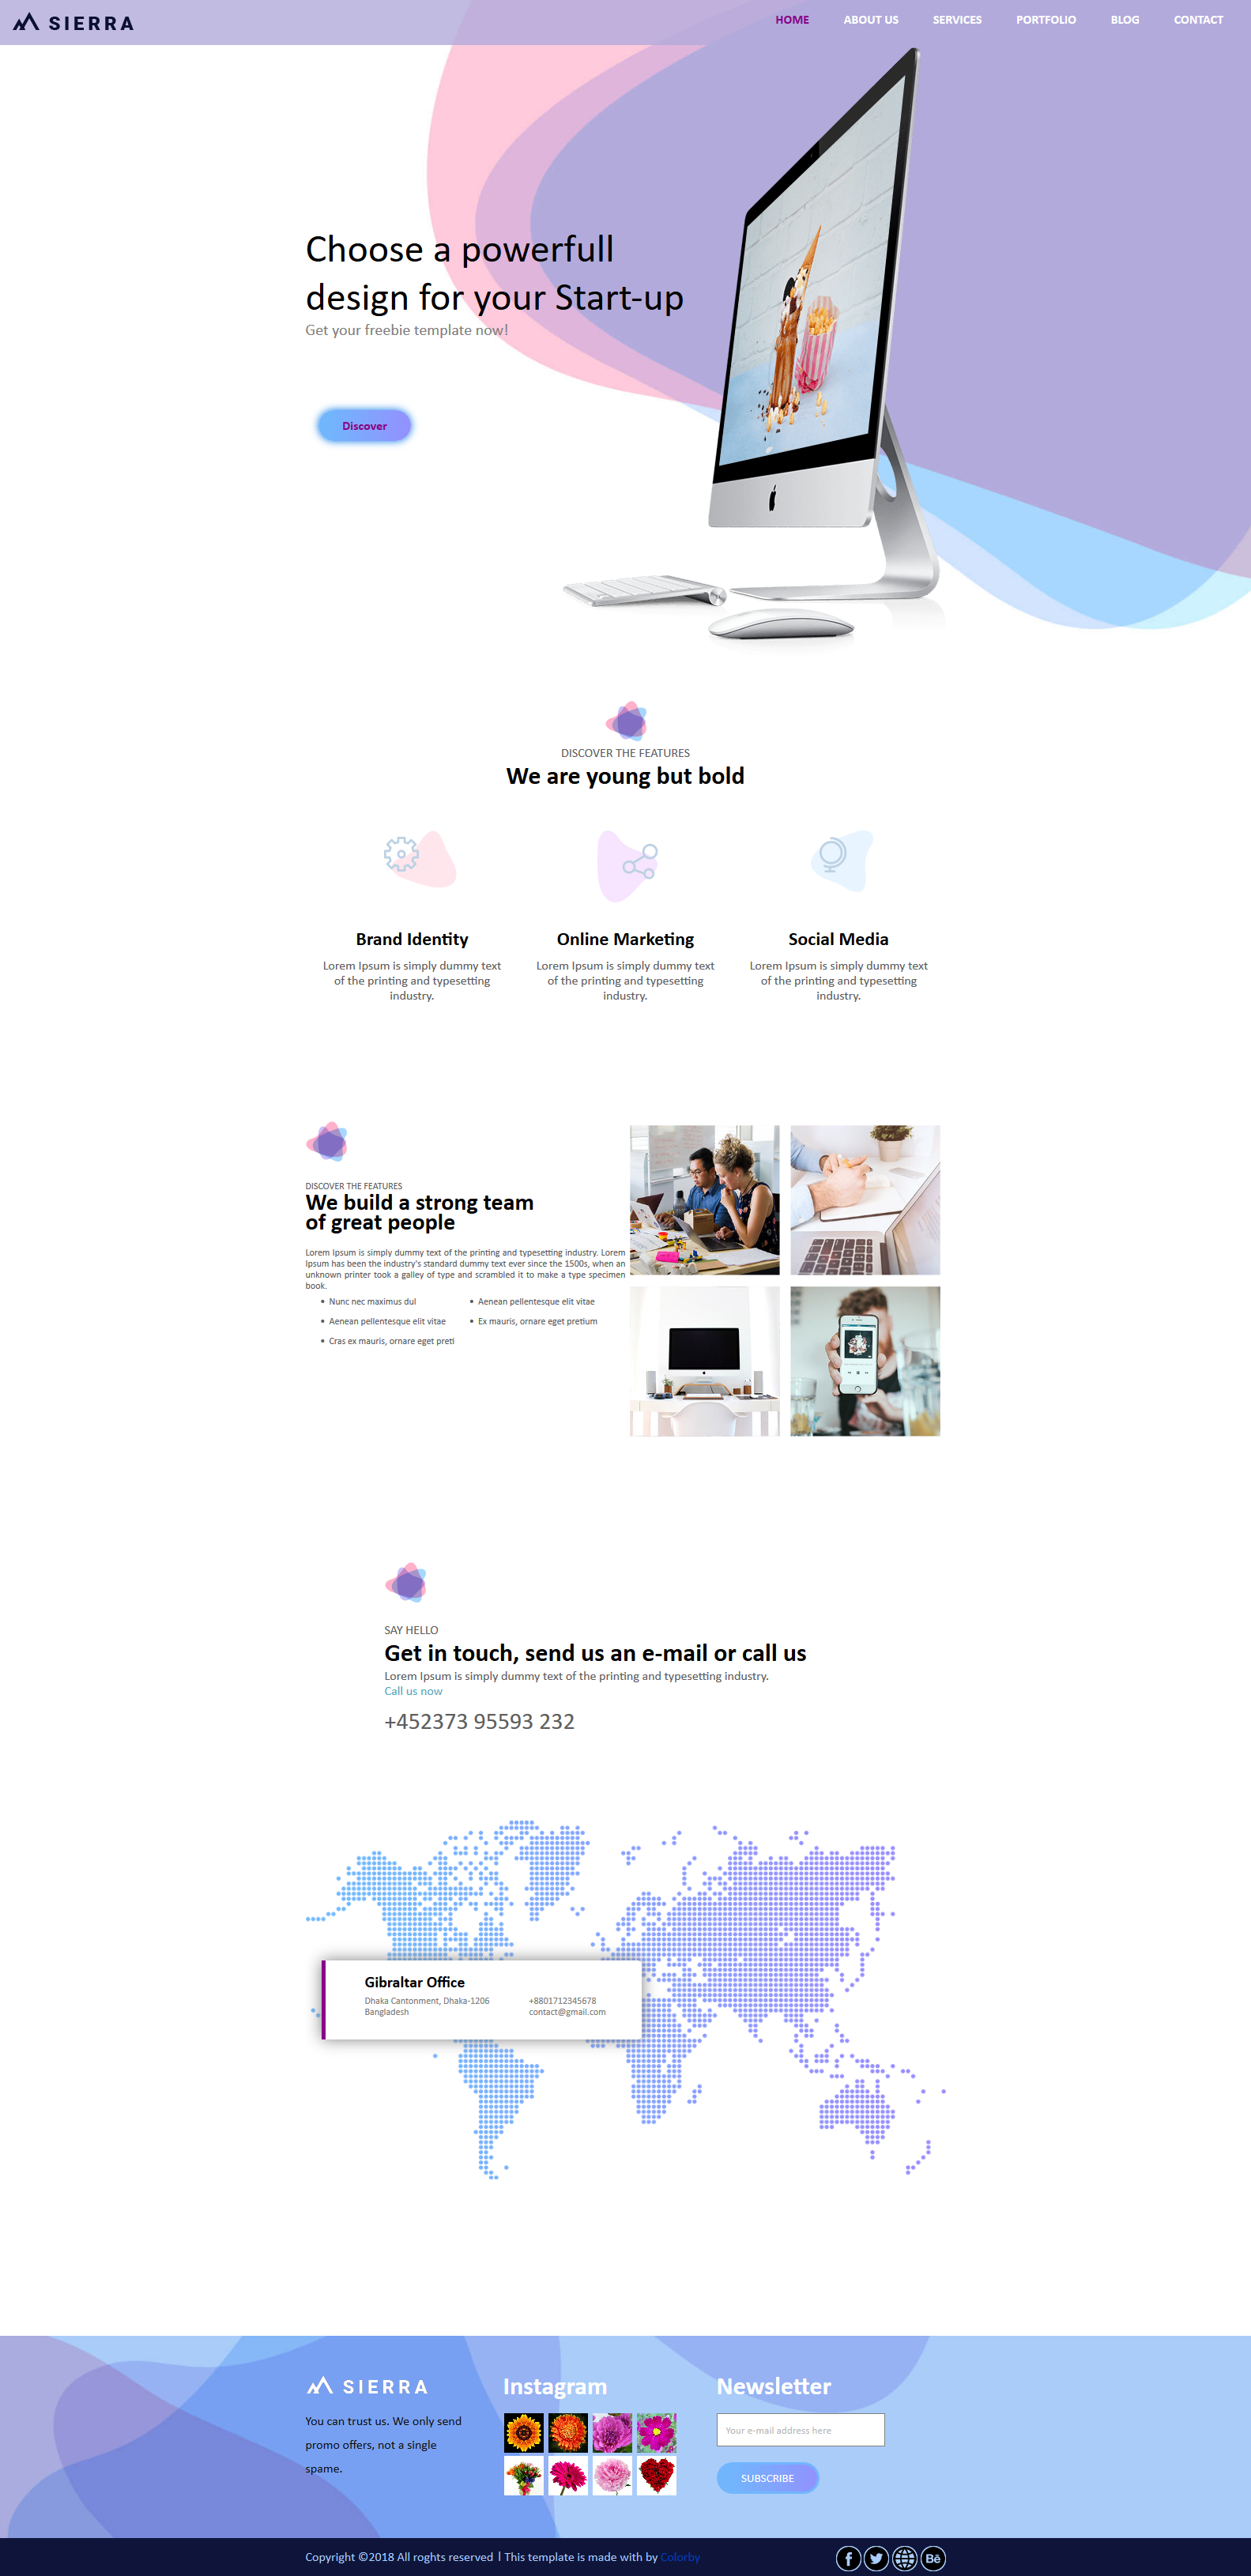 SIERRA
HOME ABOUT US SERVICES PORTFOLIO BLOG CONTACT
Choose a powerfull
design for your Start-up
Get your freebie template now!
Discover
DISCOVER THE FEATURES
We are young but bold
Brand Identity
Lorem Ipsum is simply dummy text
of the printing and typesetting
industry.
Online Marketing
Lorem Ipsum is simply dummy text
of the printing and typesetting
industry.
Social Media
Lorem Ipsum is simply dummy text
of the printing and typesetting
industry.
DISCOVER THE FEATURES
We build a strong team
of great people
Lorem Ipsum is simply dummy text of the printing and typesetting industry. Lorem
Ipsum has been the industry's standard dummy text ever since the 1500s, when an
unknown printer took a galley of type and scrambled it to make a type specimen
book.
• Nunc nec maximus dul
• Aenean pellentesque elit vitae
• Cras ex mauris, ornare eget preti
• Aenean pellentesque elit vitae
• Ex mauris, ornare eget pretium
SAY HELLO
Get in touch, send us an e-mail or call us
Lorem Ipsum is simply dummy text of the printing and typesetting industry.
Call us now
+452373 95593 232
Gibraltar Office
Dhaka Cantonment, Dhaka-1206
Bangladesh
+8801712345678
contact@gmail.com
SIERRA
You can trust us. We only send
promo offers, not a single
spame.
Instagram
Newsletter
Your e-mail address here
SUBSCRIBE
Copyright ©2018 All roghts reserved | This template is made with by Colorby
Bē